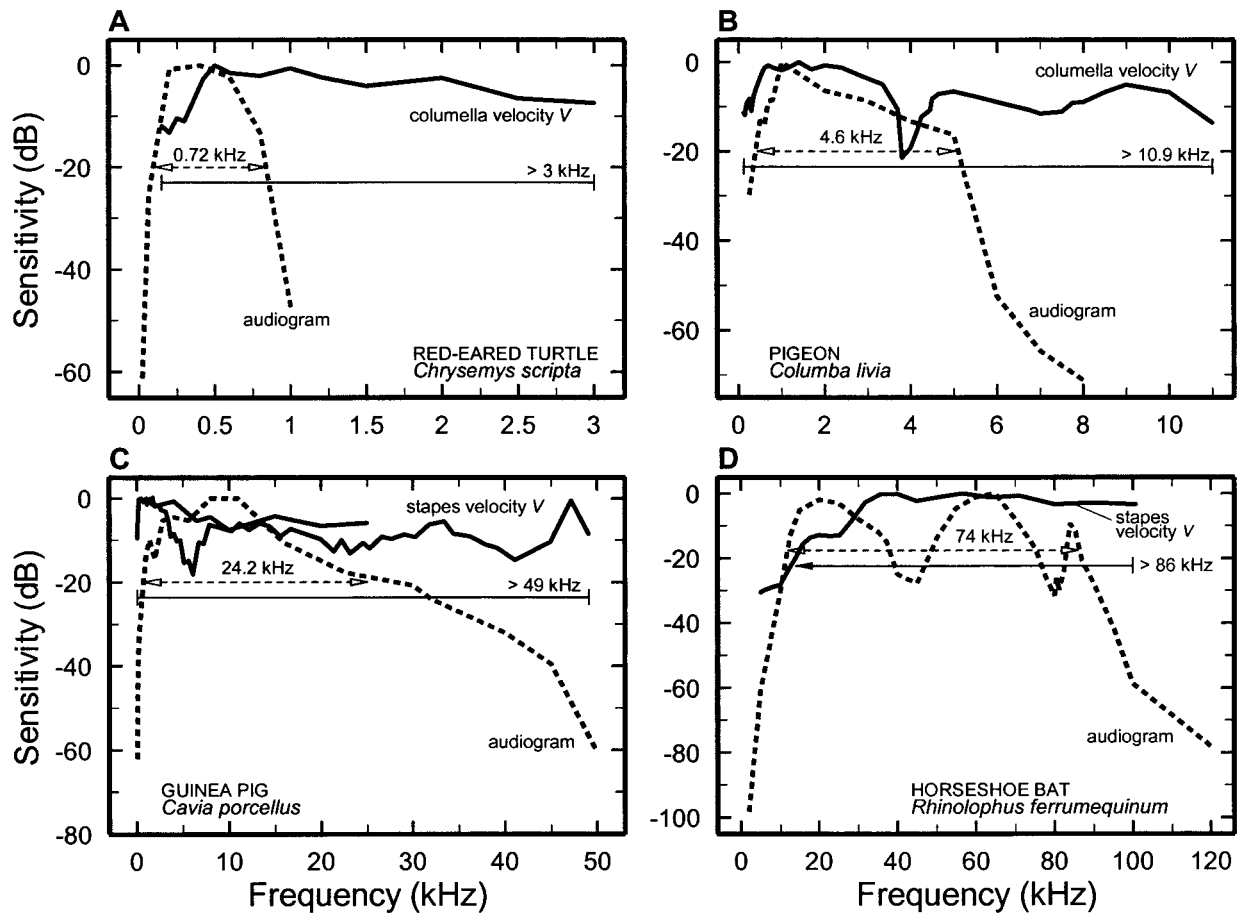 A
Sensitivity (dB)
0
-20
-40
-60
columella velocity V
0.72 kHz
> 3 kHz
audiogram
RED-EARED TURTLE
Chrysemys scripta
0 0.5 1 1.5 2 2.5 3
B
0
-20
-40
-60
columella velocity V
4.6 kHz
> 10.9 kHz
audiogram
PIGEON
Columba livia
0 2 4 6 8 10
C
Sensitivity (dB)
0
-20
-40
-60
-80
stapes velocity V
24.2 kHz
> 49 kHz
audiogram
GUINEA PIG
Cavia porcellus
0 10 20 30 40 50
Frequency (kHz)
D
0
-20
-40
-60
-80
-100
stapes
velocity V
74 kHz
> 86 kHz
audiogram
HORSESHOE BAT
Rhinolophus ferrumequinum
0 20 40 60 80 100 120
Frequency (kHz)